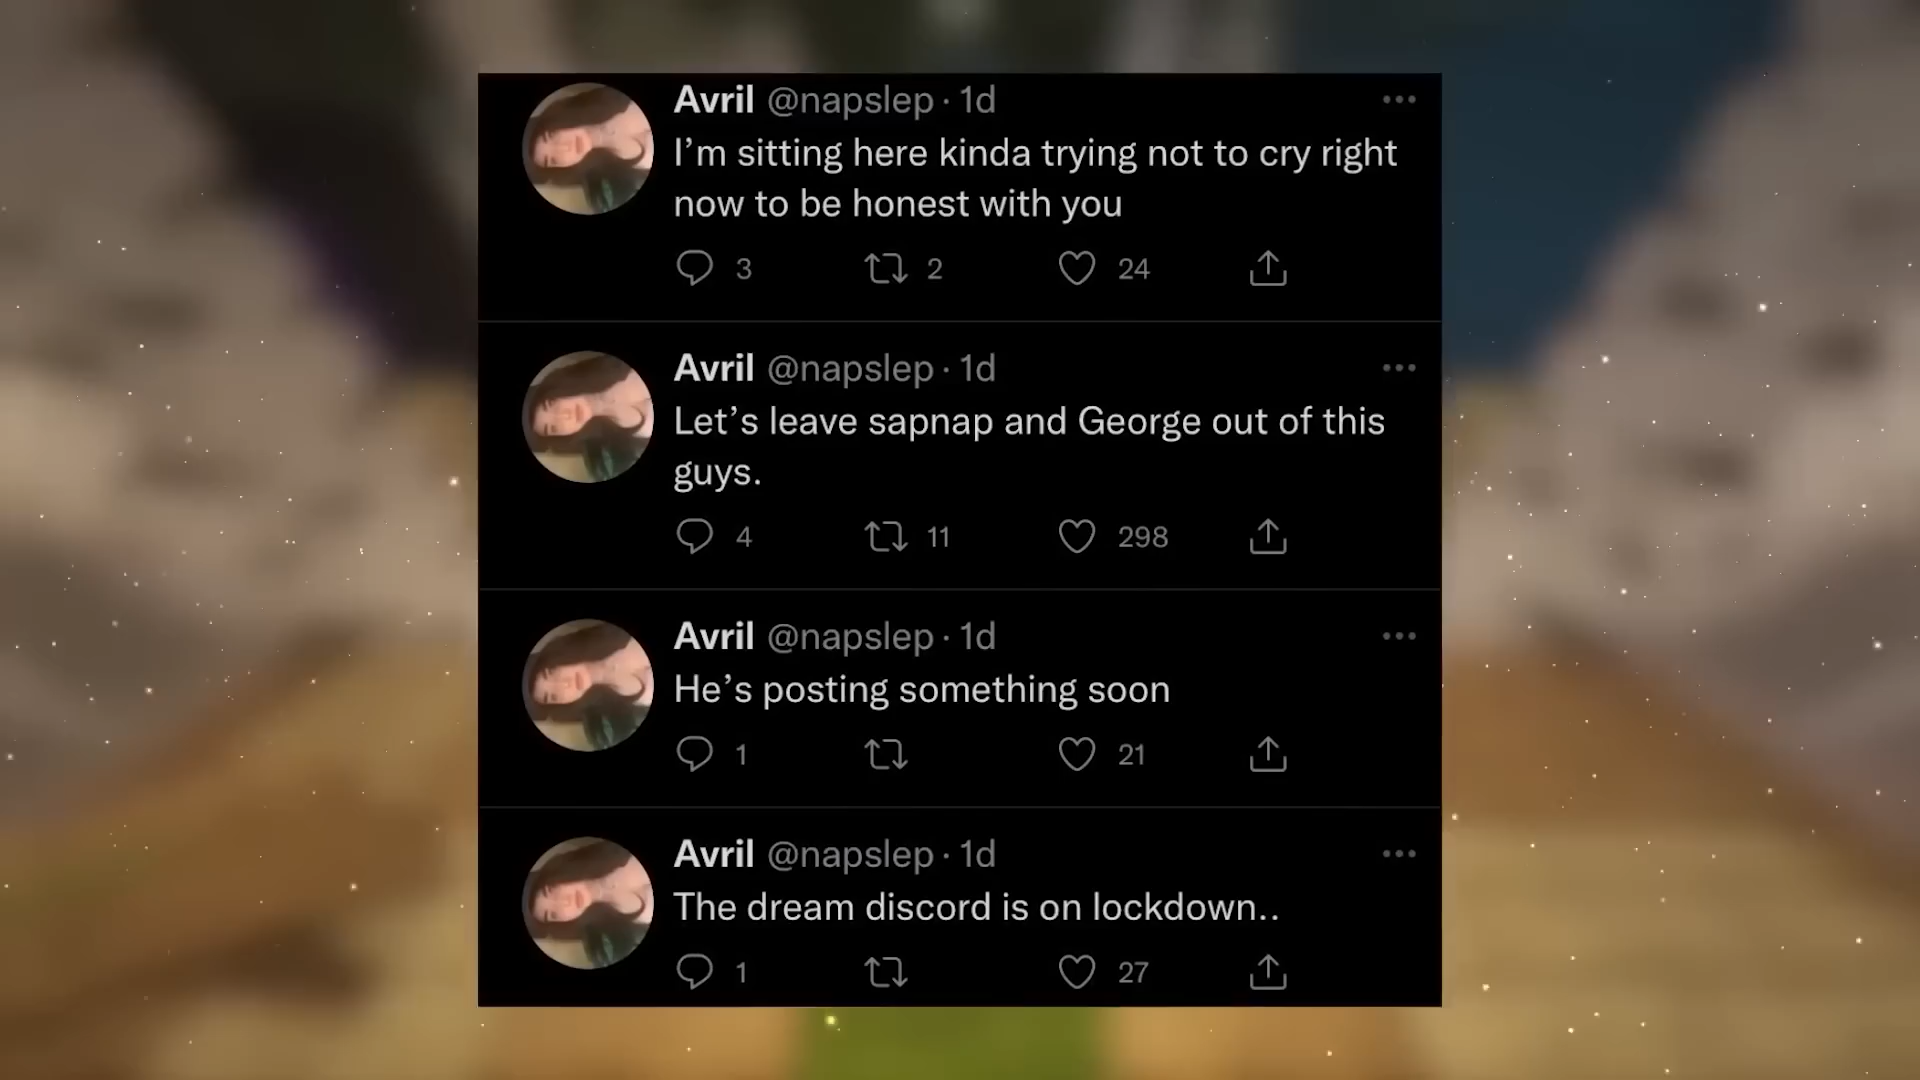 Avril @napslep · 1d
I’m sitting here kinda trying not to cry right
now to be honest with you
3 2 24
Avril @napslep · 1d
Let’s leave sapnap and George out of this
guys.
4 11 298
Avril @napslep · 1d
He’s posting something soon
1 21
Avril @napslep · 1d
The dream discord is on lockdown..
1 27